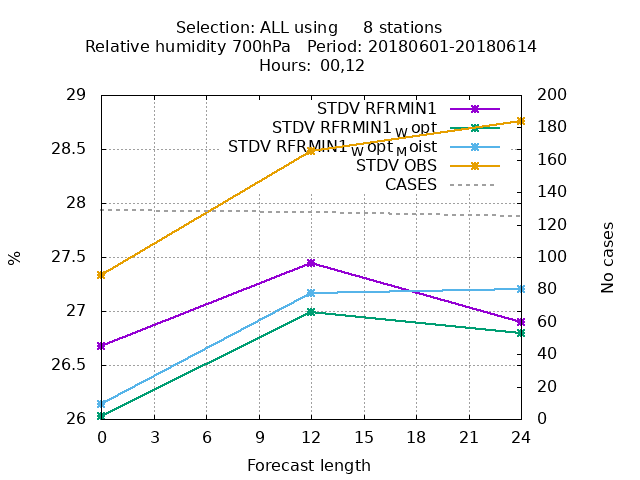 Selection: ALL using     8 stations
Relative humidity 700hPa   Period: 20180601-20180614
Hours: 00,12
STDV RFRMIN1
STDV RFRMIN1_W opt
STDV RFRMIN1_W opt_M oist
STDV OBS
CASES
29
28.5
28
27.5
27
26.5
26
%
200
180
160
140
120
100
80
60
40
20
0
No cases
0 3 6 9 12 15 18 21 24
Forecast length